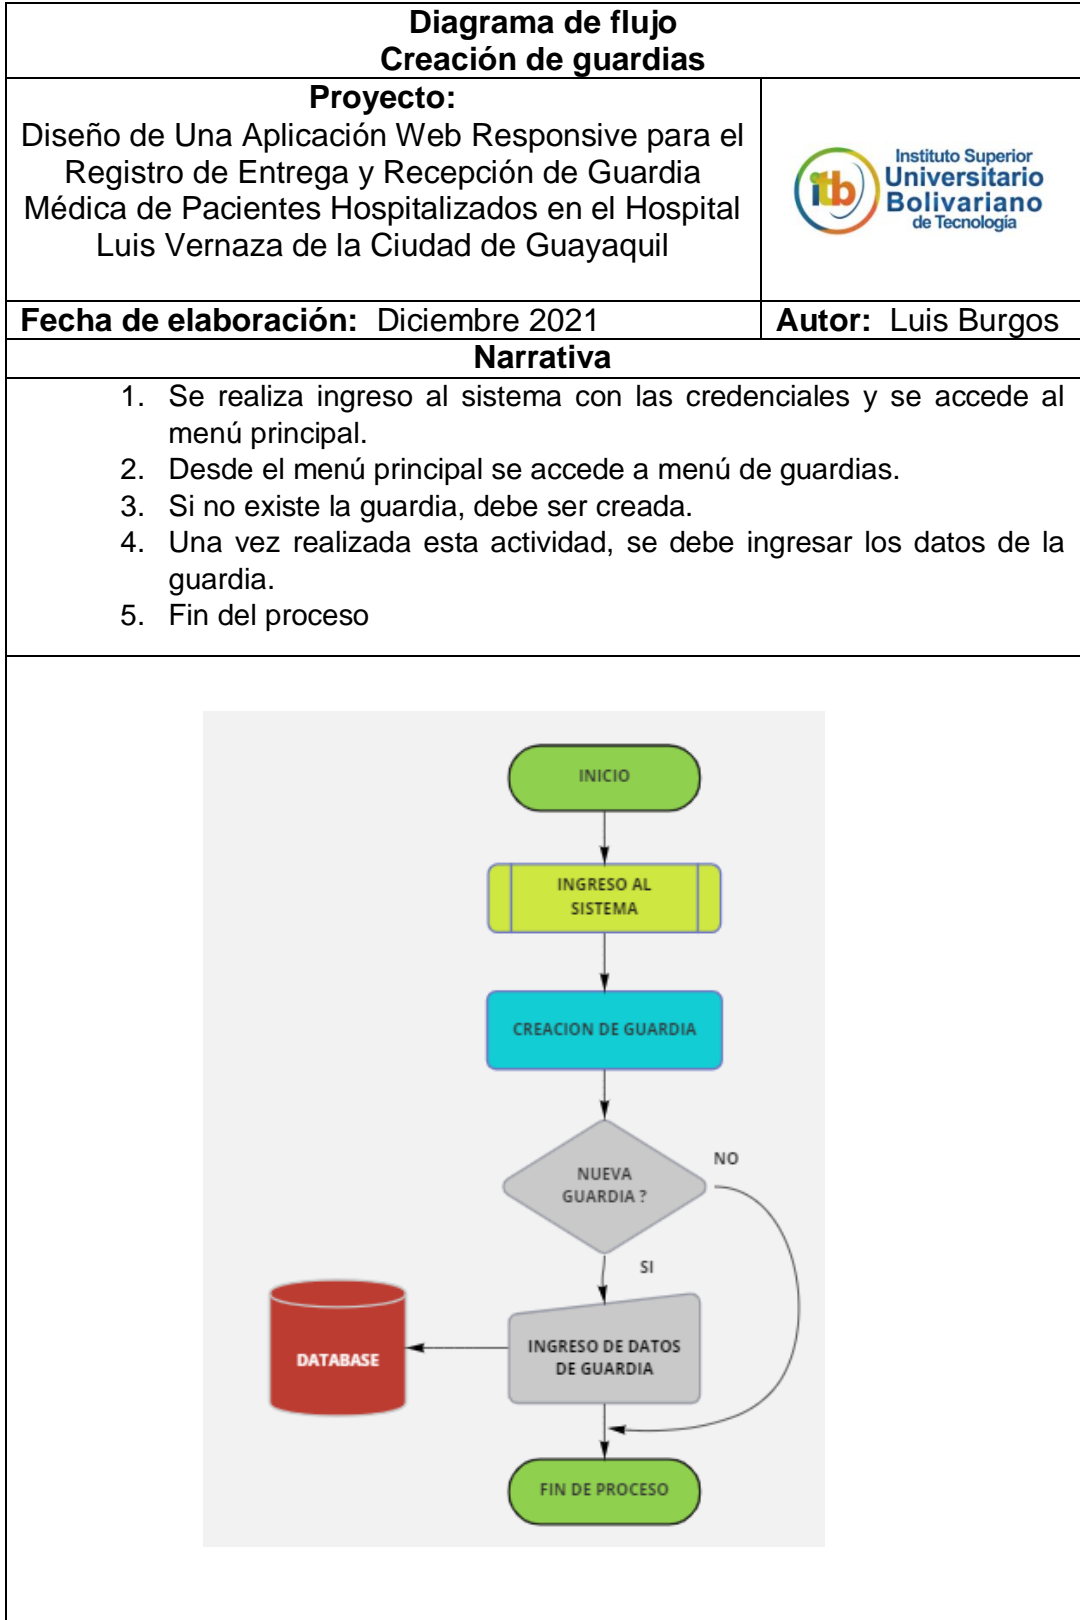 Diagrama de flujo
Creación de guardias
Proyecto:
Diseño de Una Aplicación Web Responsive para el
Registro de Entrega y Recepción de Guardia
Médica de Pacientes Hospitalizados en el Hospital
Luis Vernaza de la Ciudad de Guayaquil
itb
Instituto Superior
Universitario
Bolivariano
de Tecnología
Fecha de elaboración: Diciembre 2021
Autor: Luis Burgos
Narrativa
1. Se realiza ingreso al sistema con las credenciales y se accede al
menú principal.
2. Desde el menú principal se accede a menú de guardias.
3. Si no existe la guardia, debe ser creada.
4. Una vez realizada esta actividad, se debe ingresar los datos de la
guardia.
5. Fin del proceso
INICIO
INGRESO AL
SISTEMA
CREACION DE GUARDIA
NUEVA
GUARDIA ?
NO
SI
INGRESO DE DATOS
DE GUARDIA
DATABASE
FIN DE PROCESO